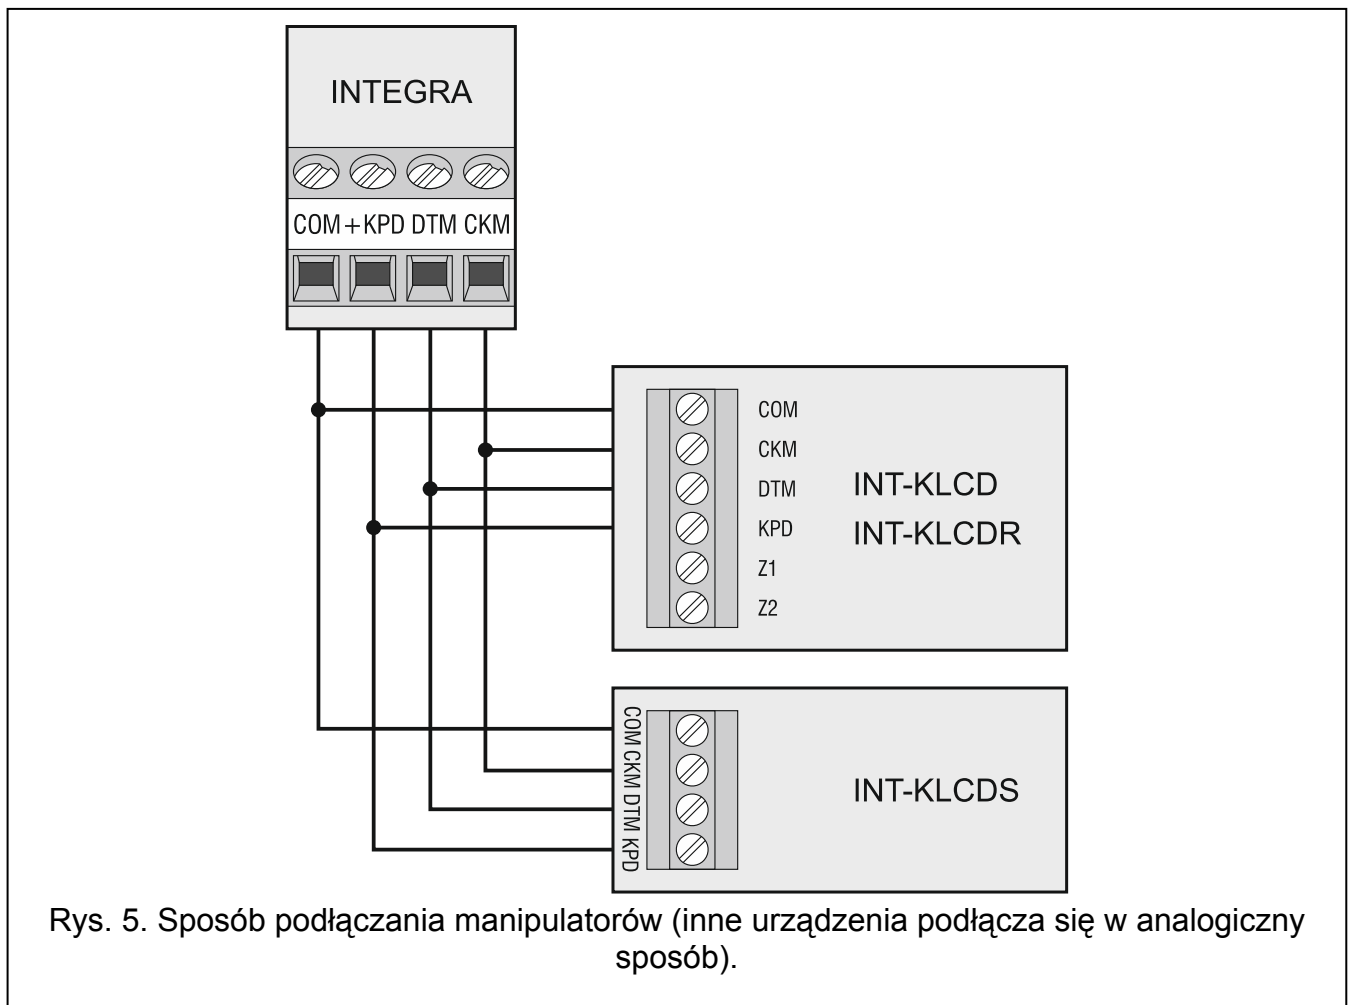 INTEGRA
COM +KPD DTM CKM
COM
CKM
DTM
KPD
Z1
Z2
INT-KLCD
INT-KLCDR
COM CKM DTM KPD
INT-KLCDS
Rys. 5. Sposób podłączania manipulatorów (inne urządzenia podłącza się w analogiczny
sposób).